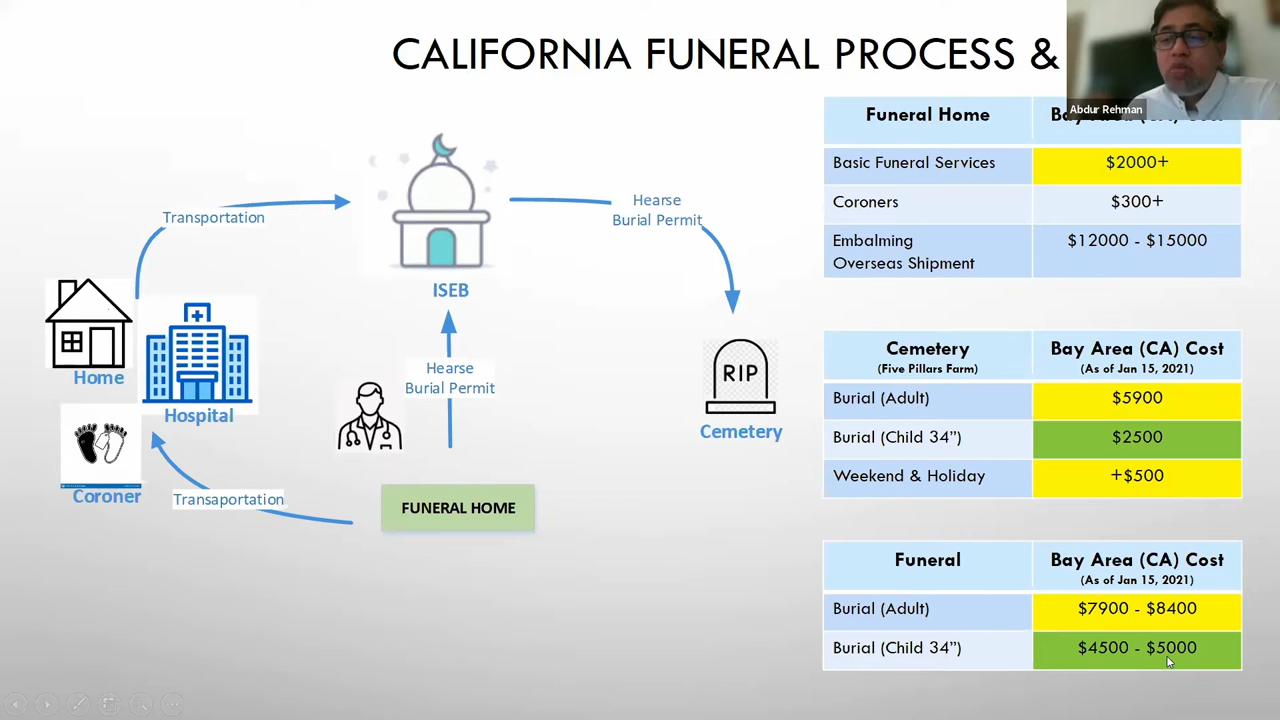 CALIFORNIA FUNERAL PROCESS &
Abdur Rehman
Transportation
Hearse
Burial Permit
ISEB
Home
Hospital
Hearse
Burial Permit
RIP
Cemetery
Coroner
Transaportation
FUNERAL HOME
Funeral Home
Basic Funeral Services $2000+
Coroners $300+
Embalming $12000 - $15000
Overseas Shipment
Cemetery Bay Area (CA) Cost
(Five Pillars Farm) (As of Jan 15, 2021)
Burial (Adult) $5900
Burial (Child 34”) $2500
Weekend & Holiday +$500
Funeral Bay Area (CA) Cost
(As of Jan 15, 2021)
Burial (Adult) $7900 - $8400
Burial (Child 34”) $4500 - $5000